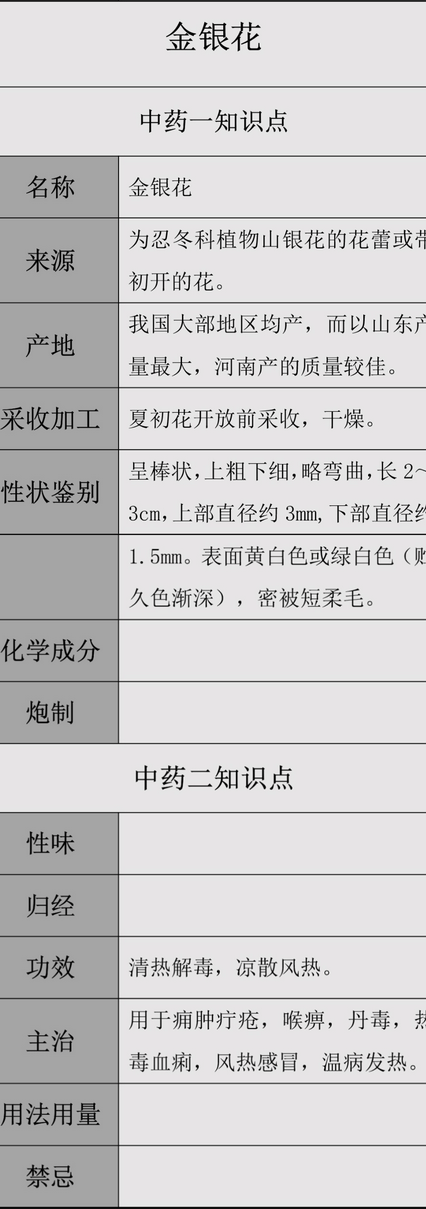 金银花
中药一知识点
名称
金银花
来源
为忍冬科植物山银花的花蕾或带
初开的花。
产地
我国大部地区均产，而以山东产
量最大，河南产的质量较佳。
采收加工
夏初花开放前采收，干燥。
性状鉴别
呈棒状，上粗下细，略弯曲，长 2～
3cm，上部直径约 3mm，下部直径约
1.5mm。表面黄白色或绿白色（贮
久色渐深），密被短柔毛。
化学成分
炮制
中药二知识点
性味
归经
功效
清热解毒，凉散风热。
主治
用于痈肿疔疮，喉痹，丹毒，热
毒血痢，风热感冒，温病发热。
用法用量
禁忌